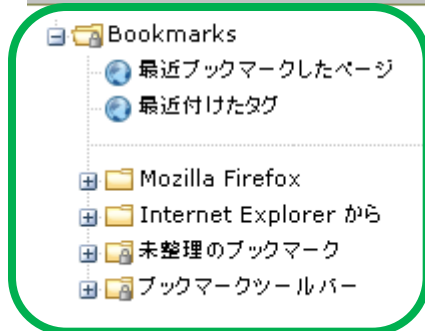 Bookmarks
最近ブックマークしたページ
最近付けたタグ
Mozilla Firefox
Internet Explorer から
未整理のブックマーク
ブックマークツールバー